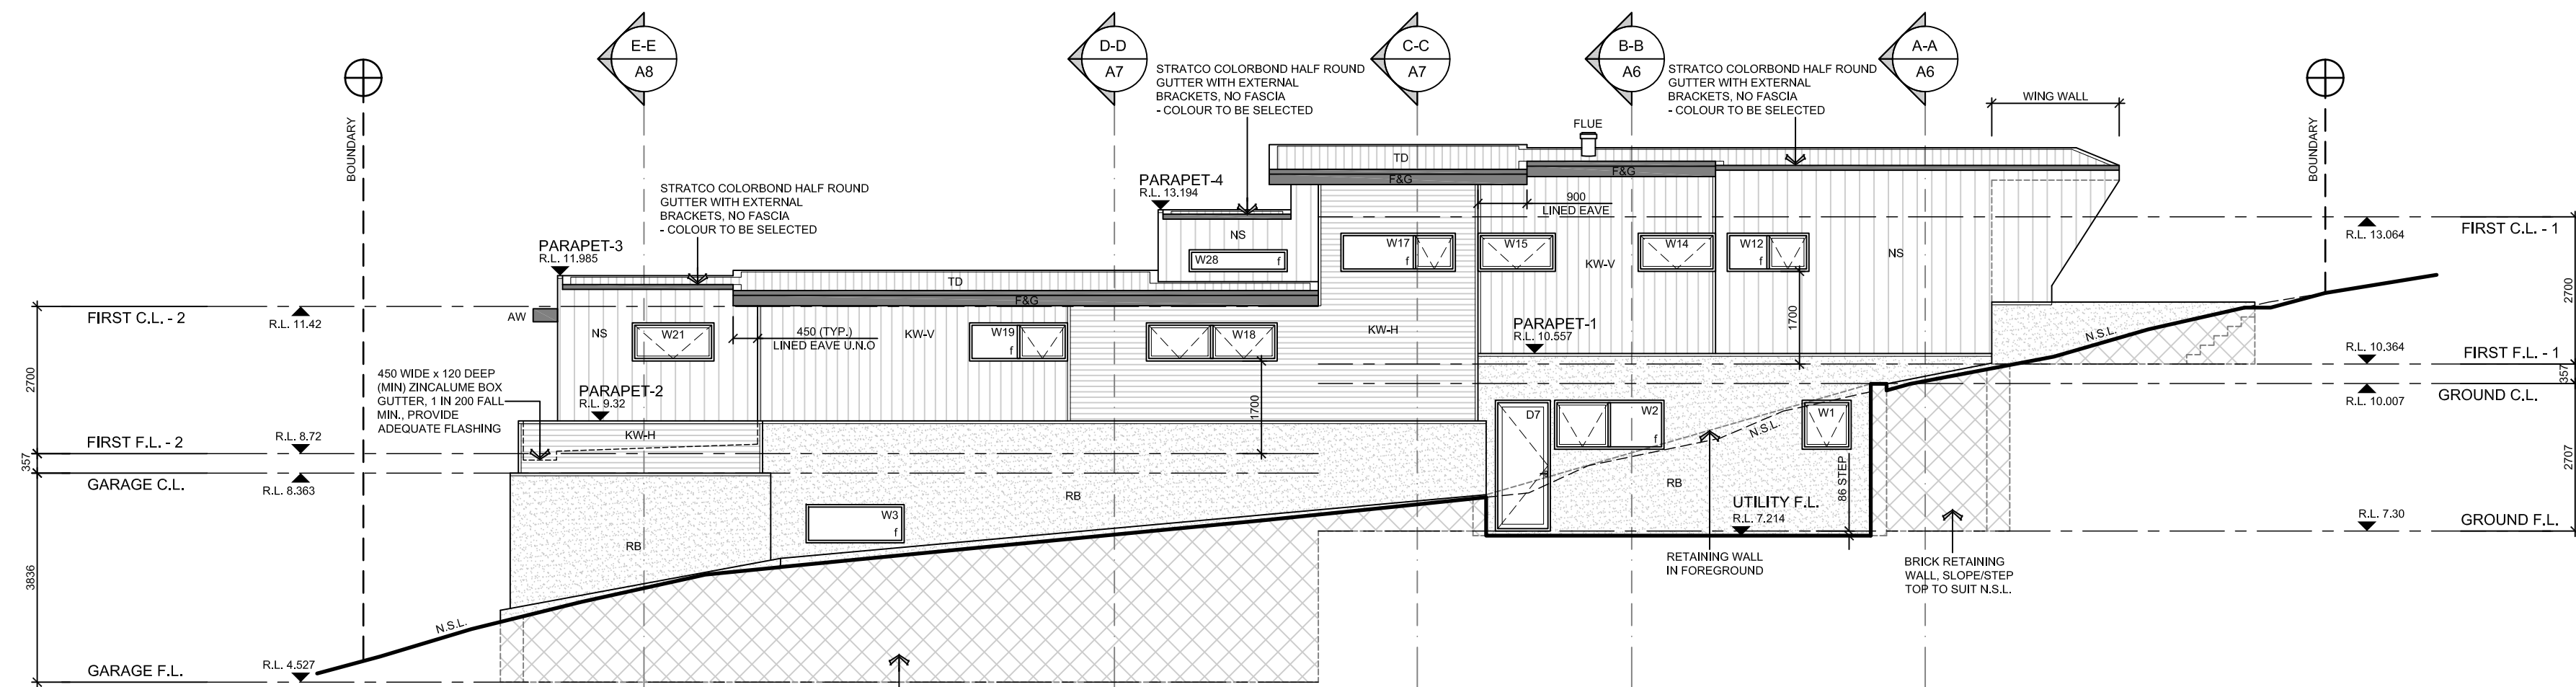 E-E
A8
D-D
A7
C-C
A7
B-B
A6
A-A
A6
STRATCO COLORBOND HALF ROUND
GUTTER WITH EXTERNAL
BRACKETS, NO FASCIA
- COLOUR TO BE SELECTED
STRATCO COLORBOND HALF ROUND
GUTTER WITH EXTERNAL
BRACKETS, NO FASCIA
- COLOUR TO BE SELECTED
WING WALL
FLUE
BOUNDARY
BOUNDARY
TD
F&G
F&G
PARAPET-4
R.L. 13.194
STRATCO COLORBOND HALF ROUND
GUTTER WITH EXTERNAL
BRACKETS, NO FASCIA
- COLOUR TO BE SELECTED
900
LINED EAVE
NS
W28
f
W17
f
W15
KW-V
W14
W12
f
NS
R.L. 13.064
FIRST C.L. - 1
PARAPET-3
R.L. 11.985
TD
F&G
FIRST C.L. - 2
R.L. 11.42
AW
NS
W21
450 (TYP.)
LINED EAVE U.N.O
KW-V
W19
f
W18
KW-H
PARAPET-1
R.L. 10.557
1700
2700
N.S.L.
R.L. 10.364
FIRST F.L. - 1
357
R.L. 10.007
GROUND C.L.
2700
450 WIDE x 120 DEEP
(MIN) ZINCALUME BOX
GUTTER, 1 IN 200 FALL
MIN., PROVIDE
ADEQUATE FLASHING
PARAPET-2
R.L. 9.32
1700
KW-H
D7
W2
f
W1
N.S.L.
FIRST F.L. - 2
R.L. 8.72
357
GARAGE C.L.
R.L. 8.363
RB
RB
86 STEP
2707
W3
f
UTILITY F.L.
R.L. 7.214
R.L. 7.30
GROUND F.L.
RB
RETAINING WALL
IN FOREGROUND
BRICK RETAINING
WALL, SLOPE/STEP
TOP TO SUIT N.S.L.
3836
N.S.L.
GARAGE F.L.
R.L. 4.527